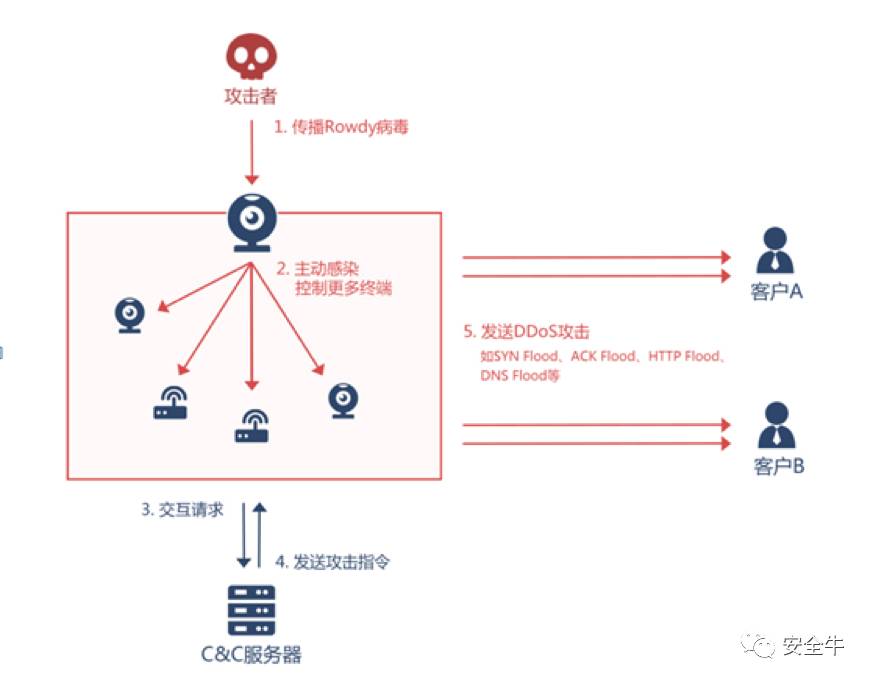 攻击者
1. 传播Rowdy病毒
2. 主动感染
控制更多终端
客户A
5. 发送DDoS攻击
如SYN Flood、ACK Flood、HTTP Flood、
DNS Flood等
客户B
3. 交互请求
4. 发送攻击指令
C&C服务器
安全牛